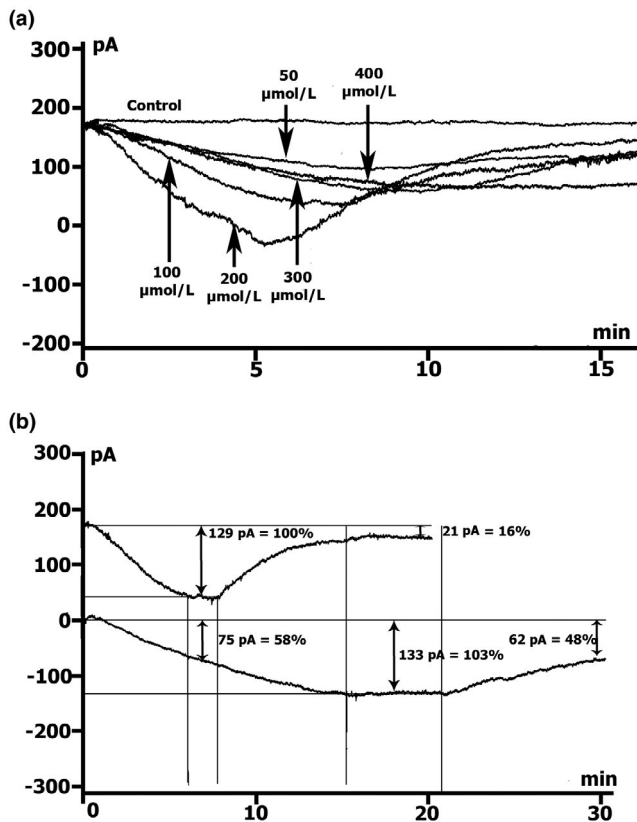 (a)
pA
300
200
100
0
-100
-200
Control
50
µmol/L
400
µmol/L
100
µmol/L
200
µmol/L
300
µmol/L
min
0
5
10
15
(b)
300
pA
200
100
0
-100
-200
-300
129 pA = 100%
21 pA = 16%
75 pA = 58%
133 pA = 103%
62 pA = 48%
min
0
10
20
30